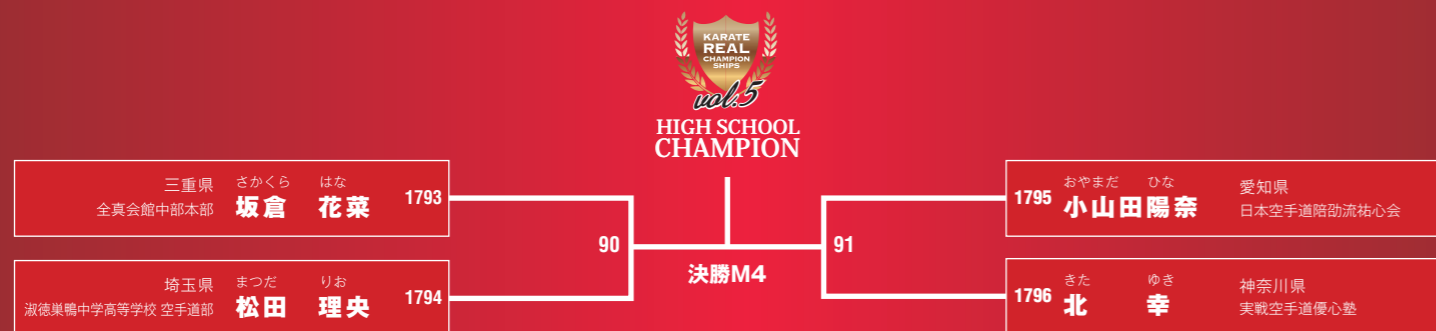 KARATE
REAL
CHAMPION
SHIPS
vol.5
HIGH SCHOOL
CHAMPION
三重県
全真会館中部本部
さかくら はな
坂倉 花菜
1793
埼玉県
淑徳巣鴨中学高等学校 空手道部
まつだ りお
松田 理央
1794
90
決勝M4
91
1795
おやまだ ひな
小山田陽奈
愛知県
日本空手道陪劭流祐心会
1796
きた ゆき
北 幸
神奈川県
実戦空手道優心塾